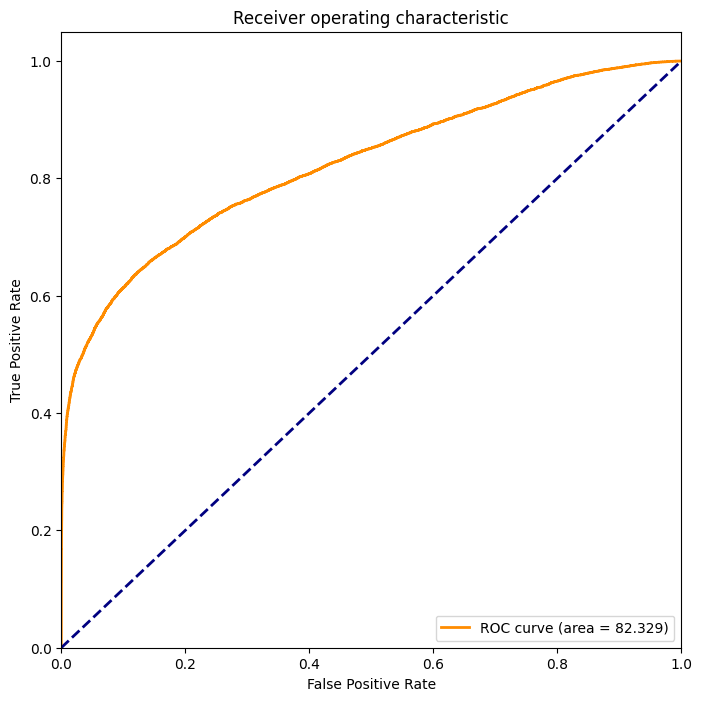 Receiver operating characteristic
1.0
0.8
0.6
0.4
0.2
0.0
True Positive Rate
0.0 0.2 0.4 0.6 0.8 1.0
False Positive Rate
ROC curve (area = 82.329)